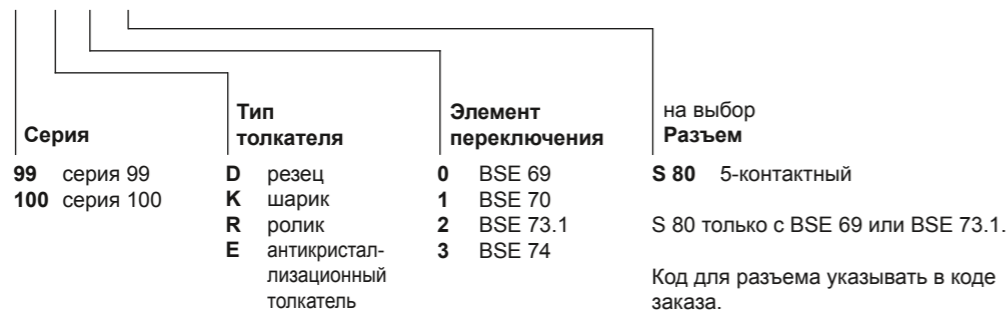 Серия
99 серия 99
100 серия 100
Тип
толкателя
D резец
K шарик
R ролик
E антикристал-
лизационный
толкатель
Элемент
переключения
0 BSE 69
1 BSE 70
2 BSE 73.1
3 BSE 74
на выбор
Разъем
S 80 5-контактный
S 80 только с BSE 69 или BSE 73.1.
Код для разъема указывать в коде
заказа.